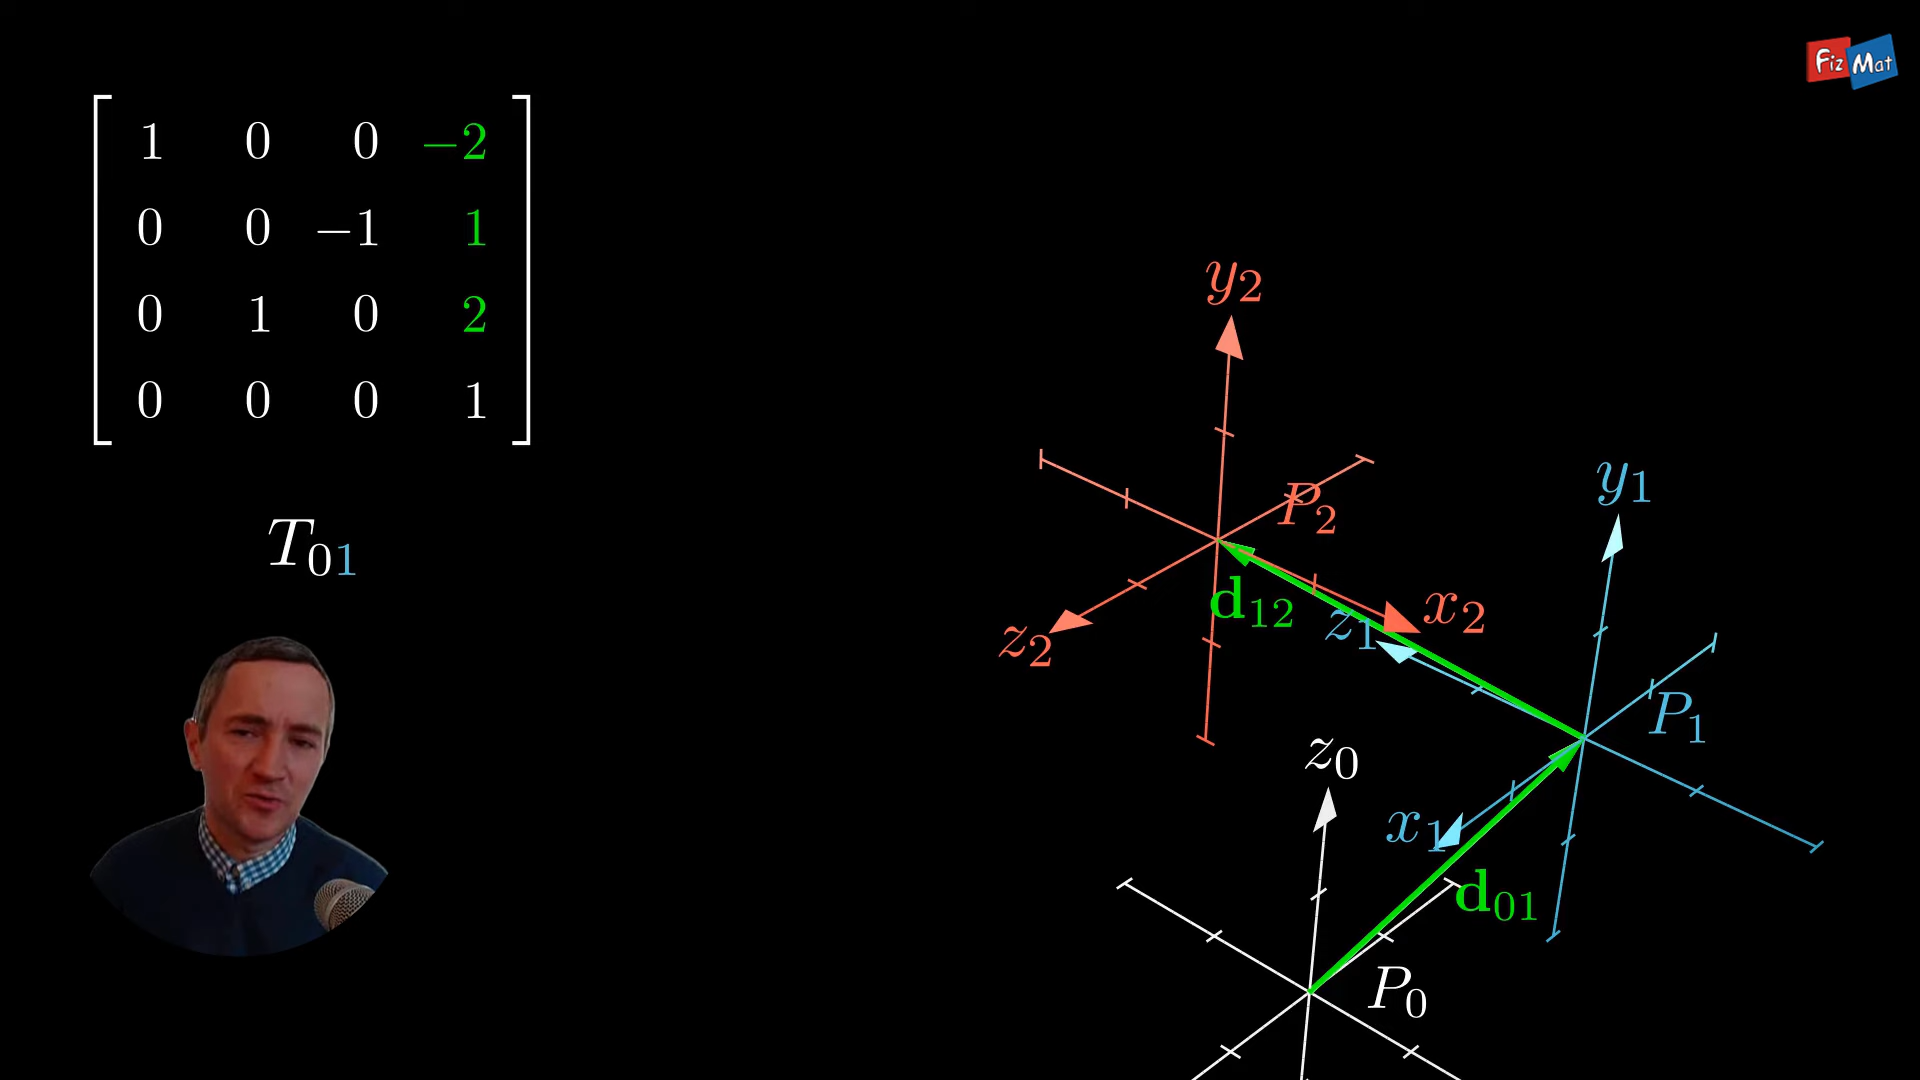 Fiz Mat
1 0 0 −2
0 0 −1 1
0 1 0 2
0 0 0 1
T₀₁
y₂
P₂
d₁₂
x₂
z₂
y₁
z₁
P₁
x₁
d₀₁
z₀
P₀